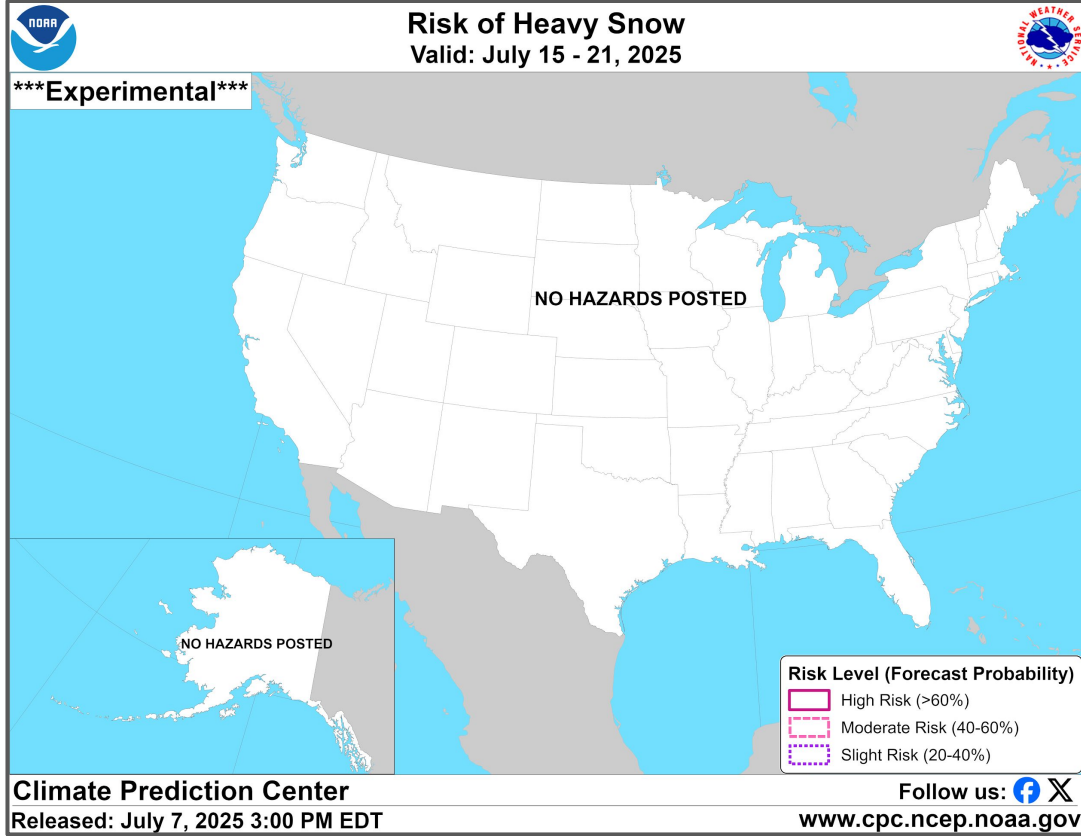 NOAA
Risk of Heavy Snow
Valid: July 15 - 21, 2025
NATIONAL WEATHER SERVICE
***Experimental***
NO HAZARDS POSTED
NO HAZARDS POSTED
Risk Level (Forecast Probability)
High Risk (>60%)
Moderate Risk (40-60%)
Slight Risk (20-40%)
Climate Prediction Center
Follow us:
Released: July 7, 2025 3:00 PM EDT
www.cpc.ncep.noaa.gov